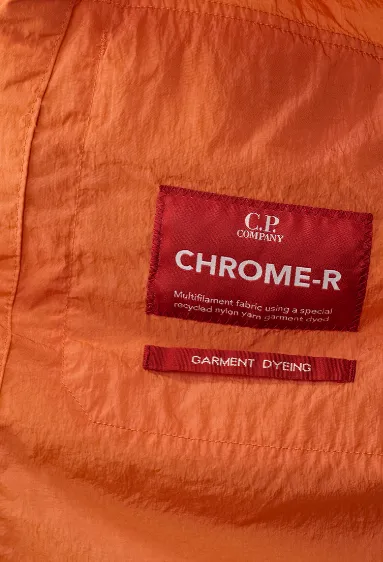 C.P.
COMPANY
CHROME-R
Multifilament fabric using a special
recycled nylon yarn garment dyed
GARMENT DYEING